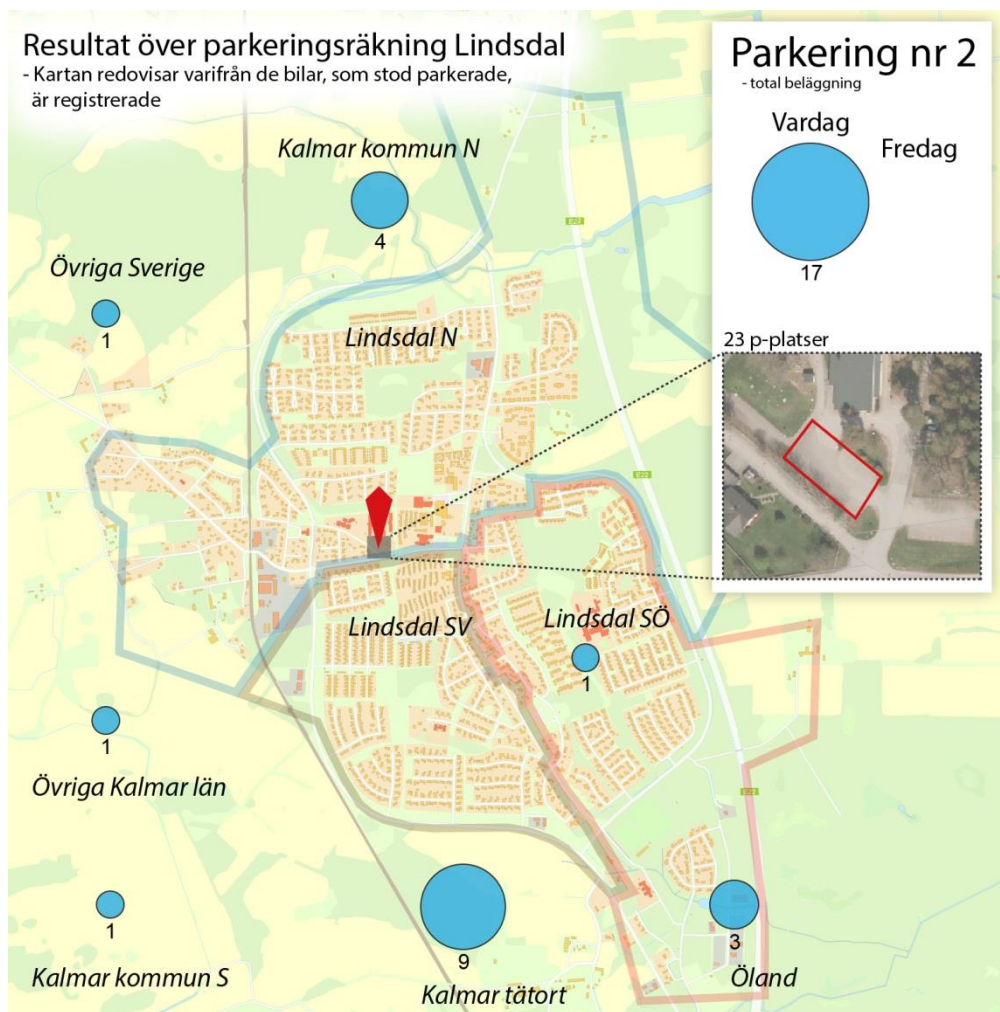 Resultat över parkeringsräkning Lindsdal
- Kartan redovisar varifrån de bilar, som stod parkerade,
är registrerade
Parkering nr 2
- total beläggning
Vardag
Fredag
17
23 p-platser
Kalmar kommun N
4
Övriga Sverige
1
Lindsdal N
E22
E22
Lindsdal SV
Lindsdal SÖ
1
1
Övriga Kalmar län
E22
1
Kalmar kommun S
9
Kalmar tätort
3
Öland